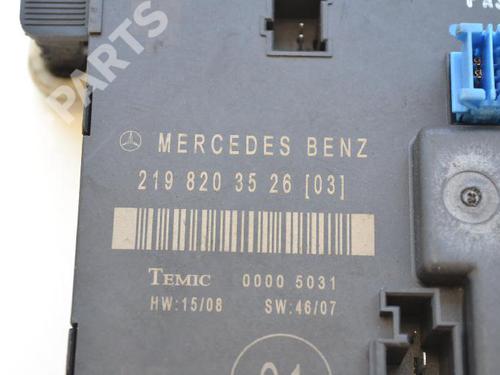 PARTS
MERCEDES BENZ
219 820 35 26 [03]
TEMIC 0000 5031
HW:15/08 SW:46/07